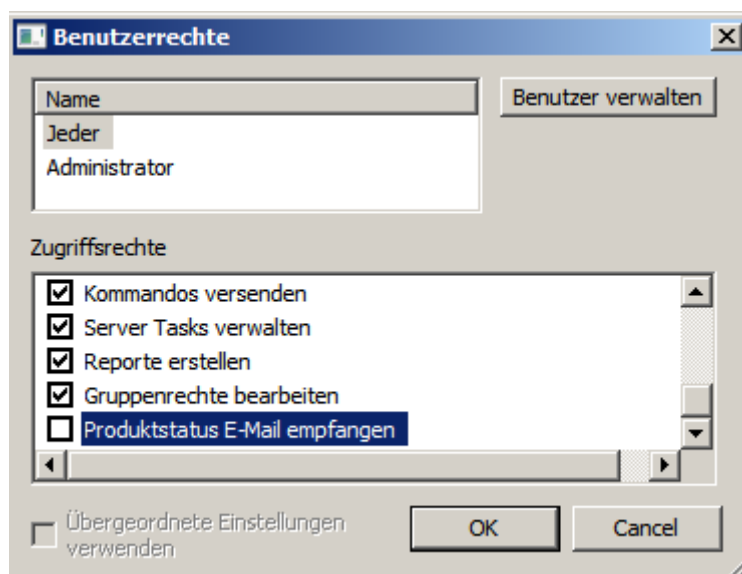 Benutzerrechte
Name
Benutzer verwalten
Jeder
Administrator
Zugriffsrechte
Kommandos versenden
Server Tasks verwalten
Reporte erstellen
Gruppenrechte bearbeiten
Produktstatus E-Mail empfangen
Übergeordnete Einstellungen
verwenden
OK
Cancel